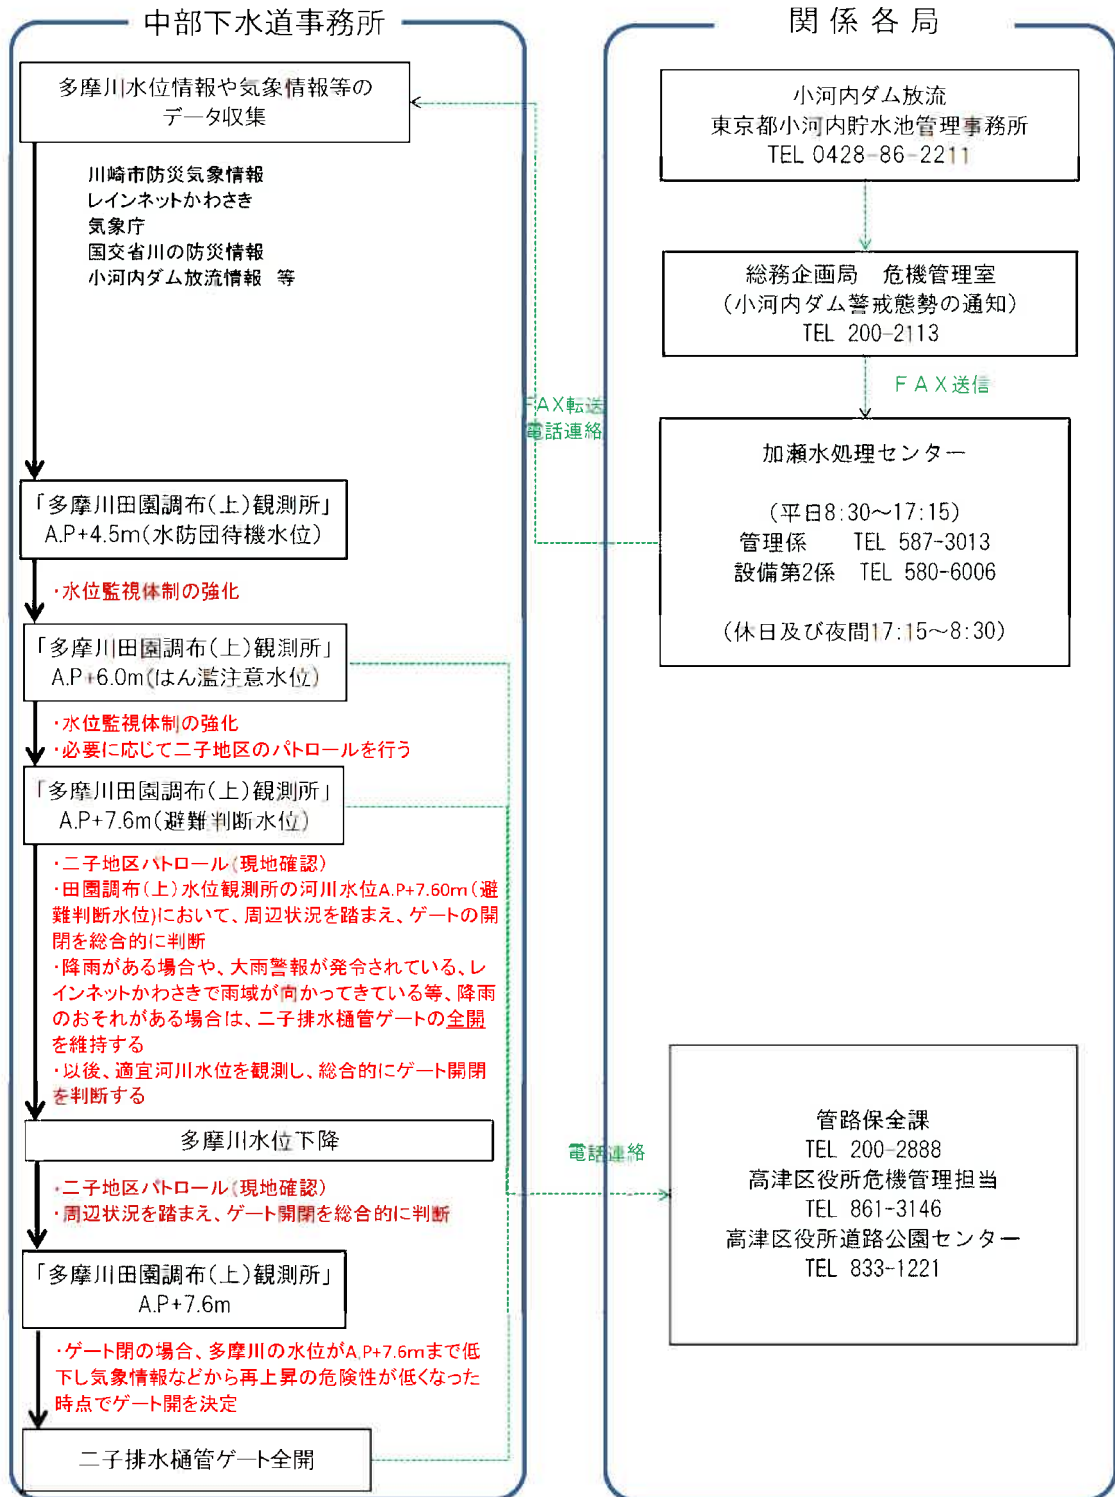 中部下水道事務所
多摩川水位情報や気象情報等の
データ収集
川崎市防災気象情報
レインネットかわさき
気象庁
国交省川の防災情報
小河内ダム放流情報　等
「多摩川田園調布(上)観測所」
A.P+4.5m(水防団待機水位)
・水位監視体制の強化
「多摩川田園調布(上)観測所」
A.P+6.0m(はん濫注意水位)
・水位監視体制の強化
・必要に応じて二子地区のパトロールを行う
「多摩川田園調布(上)観測所」
A.P+7.6m(避難判断水位)
・二子地区パトロール(現地確認)
・田園調布(上)水位観測所の河川水位A.P+7.60m(避
難判断水位)において、周辺状況を踏まえ、ゲートの開
閉を総合的に判断
・降雨がある場合や、大雨警報が発令されている、レ
インネットかわさきで雨域が向かってきている等、降雨
のおそれがある場合は、二子排水樋管ゲートの全開
を維持する
・以後、適宜河川水位を観測し、総合的にゲート開閉
を判断する
多摩川水位下降
・二子地区パトロール(現地確認)
・周辺状況を踏まえ、ゲート開閉を総合的に判断
「多摩川田園調布(上)観測所」
A.P+7.6m
・ゲート閉の場合、多摩川の水位がA.P+7.6mまで低
下し気象情報などから再上昇の危険性が低くなった
時点でゲート開を決定
二子排水樋管ゲート全開
FAX転送
電話連絡
電話連絡
関係各局
小河内ダム放流
東京都小河内貯水池管理事務所
TEL 0428-86-2211
総務企画局　危機管理室
(小河内ダム警戒態勢の通知)
TEL 200-2113
ＦＡＸ送信
加瀬水処理センター
(平日8:30～17:15)
管理係　　TEL 587-3013
設備第2係　TEL 580-6006
(休日及び夜間17:15～8:30)
管路保全課
TEL 200-2888
高津区役所危機管理担当
TEL 861-3146
高津区役所道路公園センター
TEL 833-1221